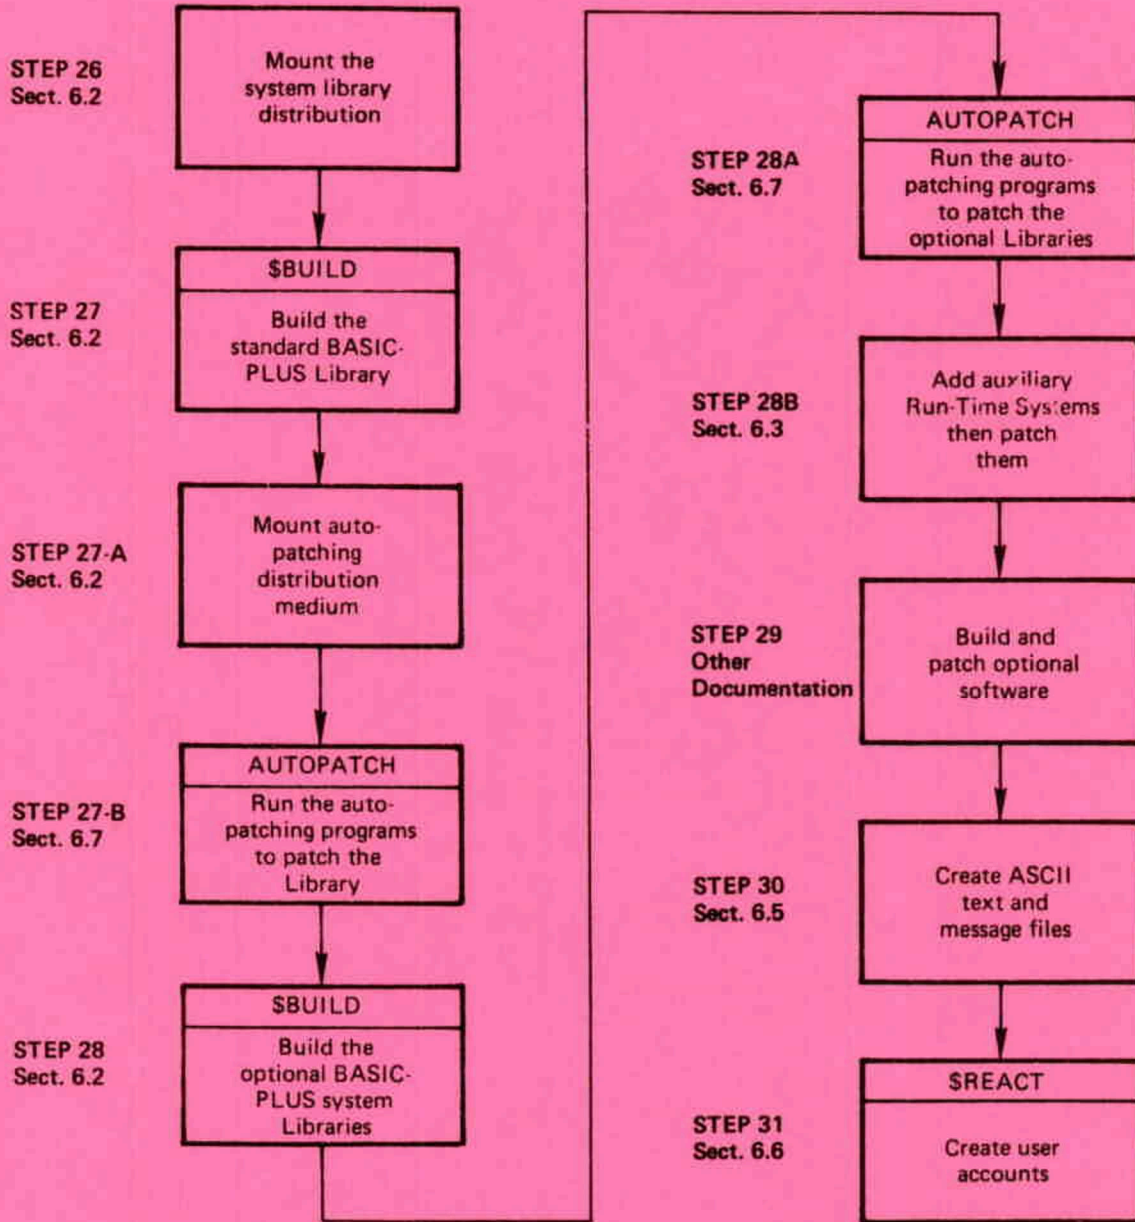 STEP 26
Sect. 6.2
Mount the
system library
distribution
STEP 27
Sect. 6.2
$BUILD
Build the
standard BASIC-
PLUS Library
STEP 27-A
Sect. 6.2
Mount auto-
patching
distribution
medium
STEP 27-B
Sect. 6.7
AUTOPATCH
Run the auto-
patching programs
to patch the
Library
STEP 28
Sect. 6.2
$BUILD
Build the
optional BASIC-
PLUS system
Libraries
STEP 28A
Sect. 6.7
AUTOPATCH
Run the auto-
patching programs
to patch the
optional Libraries
STEP 28B
Sect. 6.3
Add auxiliary
Run-Time Systems
then patch
them
STEP 29
Other
Documentation
Build and
patch optional
software
STEP 30
Sect. 6.5
Create ASCII
text and
message files
STEP 31
Sect. 6.6
$REACT
Create user
accounts